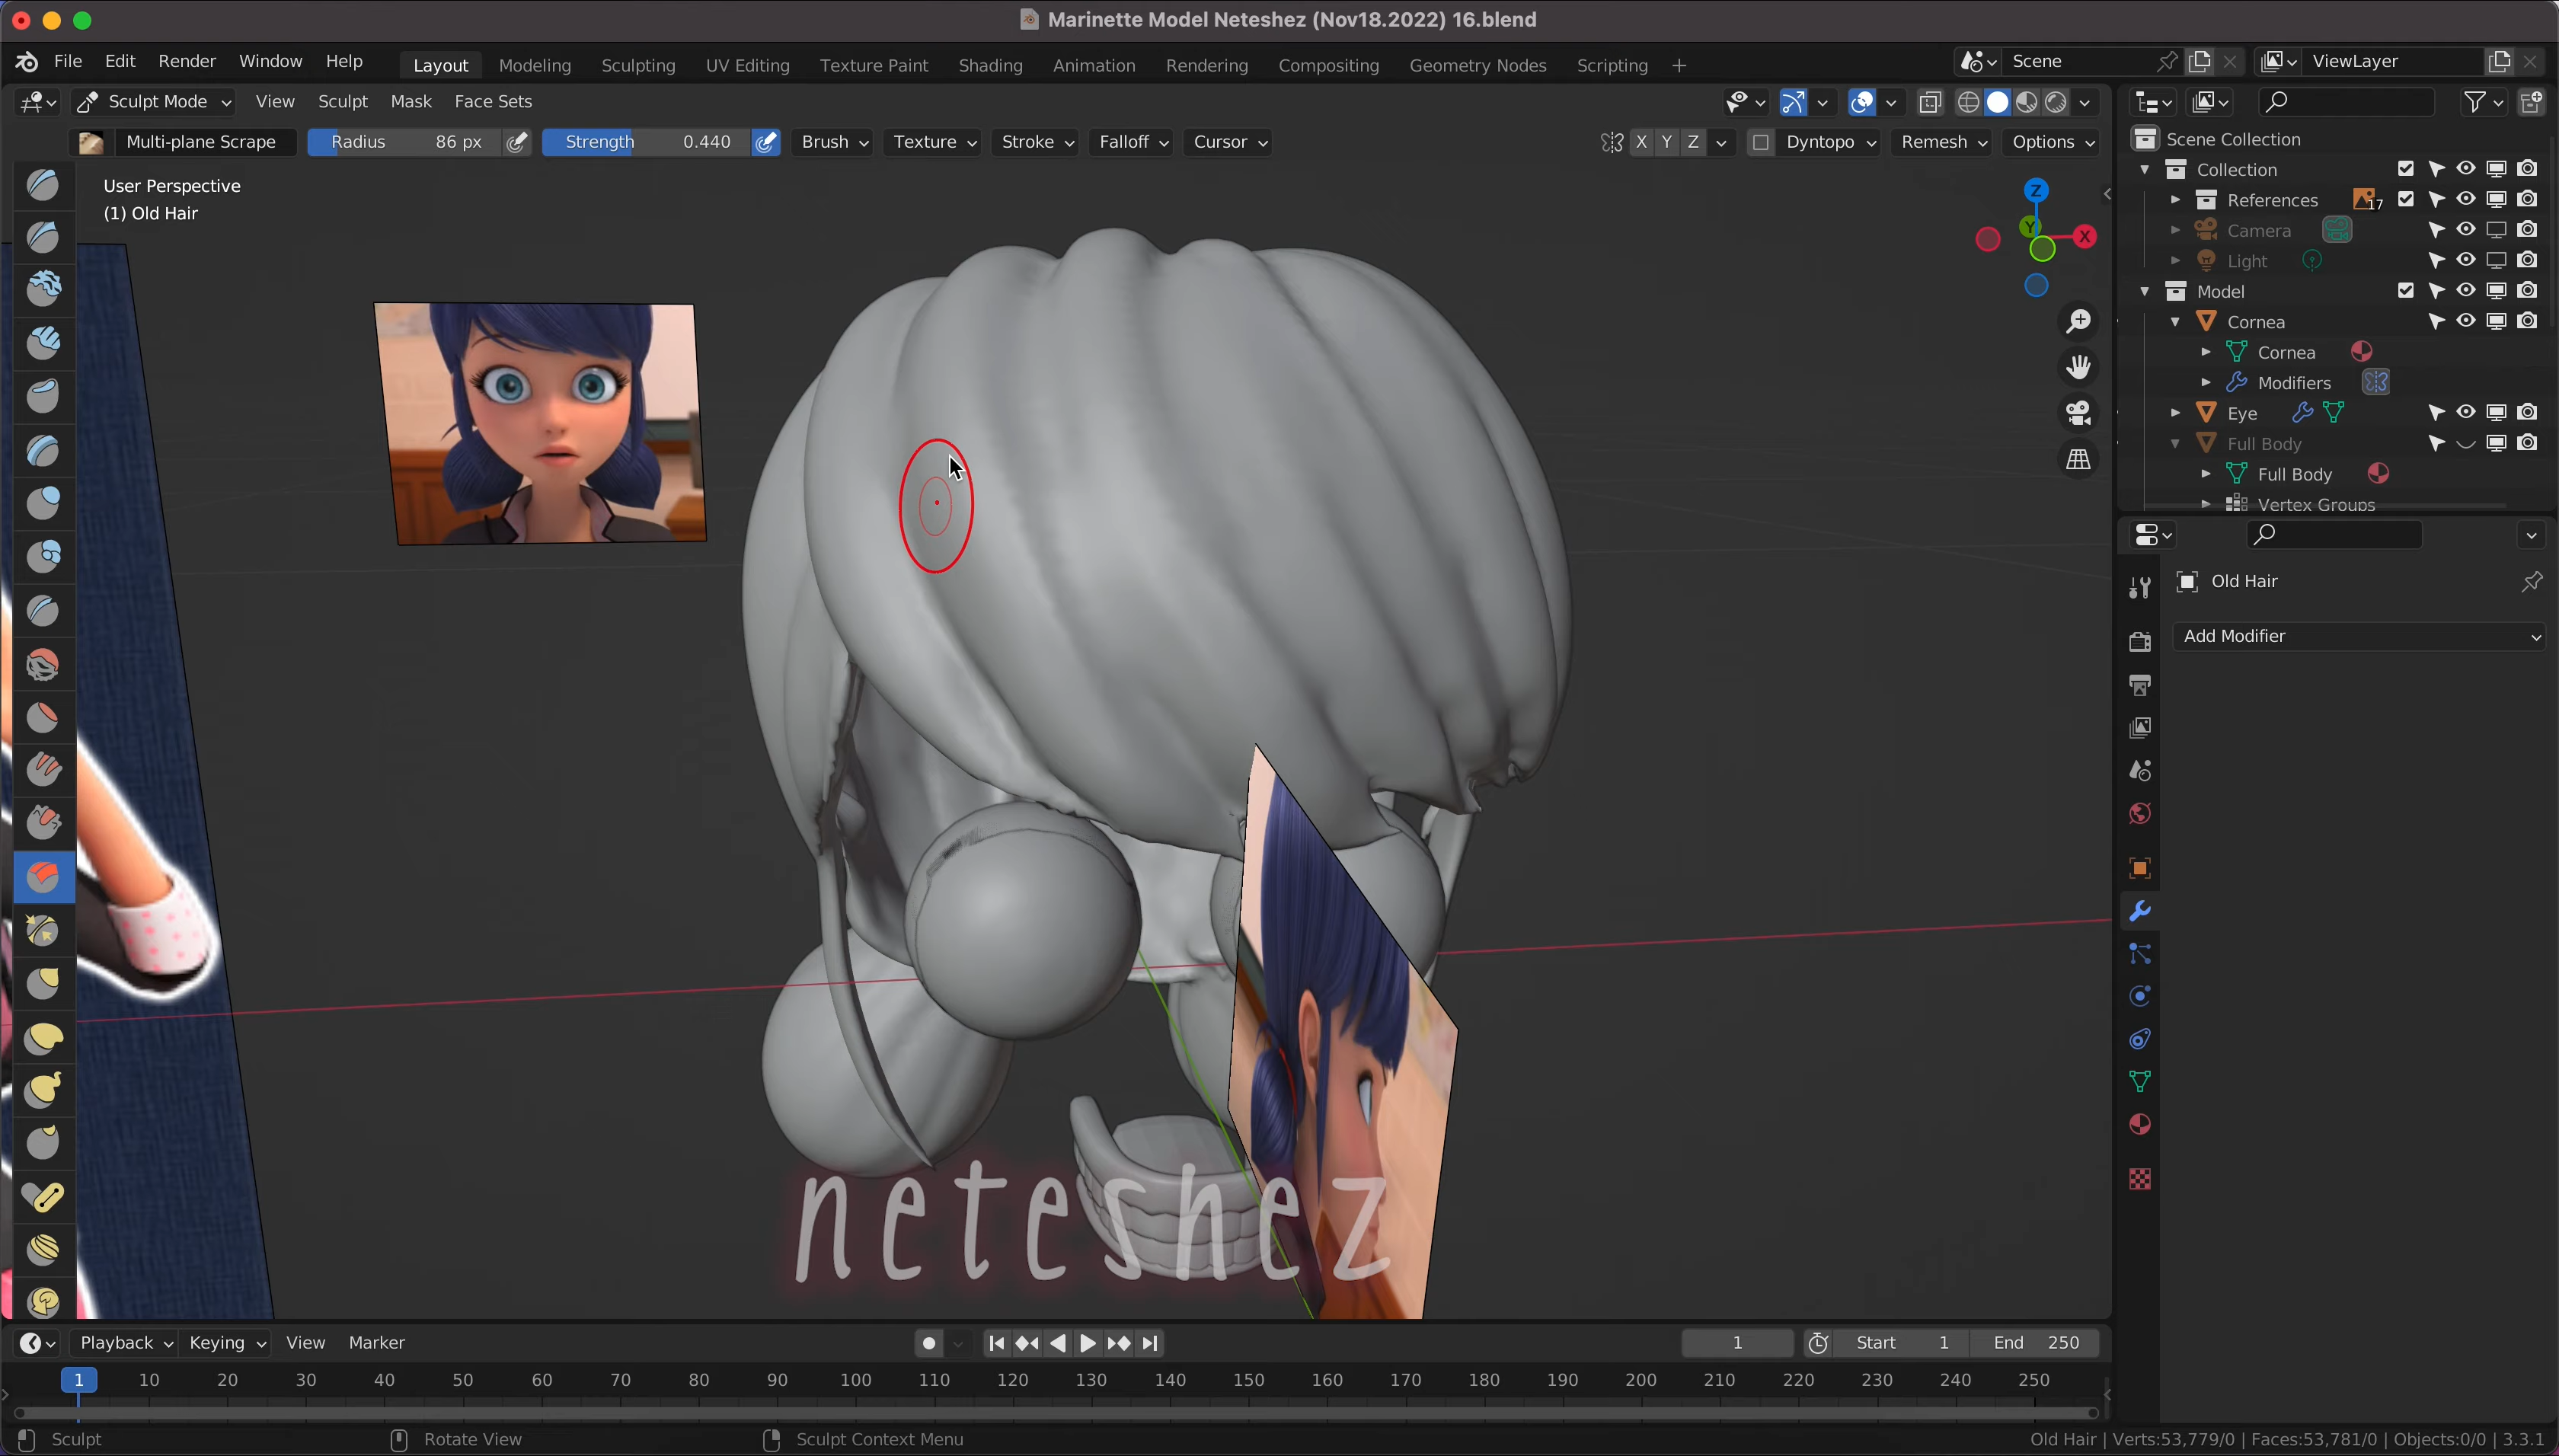 Marinette Model Neteshez (Nov18.2022) 16.blend
File Edit Render Window Help Layout Modeling Sculpting UV Editing Texture Paint Shading Animation Rendering Compositing Geometry Nodes Scripting + Scene ViewLayer
Sculpt Mode View Sculpt Mask Face Sets
Multi-plane Scrape Radius 86 px Strength 0.440 Brush Texture Stroke Falloff Cursor X Y Z Dyntopo Remesh Options
User Perspective
(1) Old Hair
Z
Y
X
Scene Collection
Collection
References 17
Camera
Light
Model
Cornea
Cornea
Modifiers
Eye
Full Body
Full Body
Vertex Groups
Old Hair
Add Modifier
neteshez
Playback Keying View Marker 1 Start 1 End 250
1 10 20 30 40 50 60 70 80 90 100 110 120 130 140 150 160 170 180 190 200 210 220 230 240 250
Sculpt Rotate View Sculpt Context Menu Old Hair | Verts:53,779/0 | Faces:53,781/0 | Objects:0/0 | 3.3.1